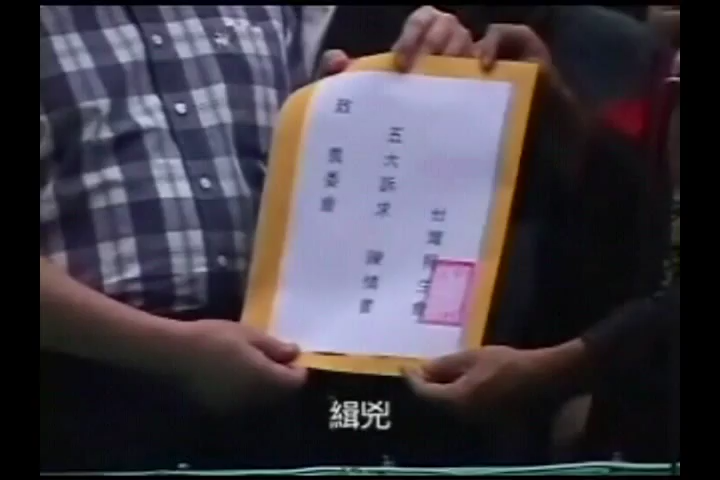 台灣
五大訴求 陳情書
致 農委會
緝兇